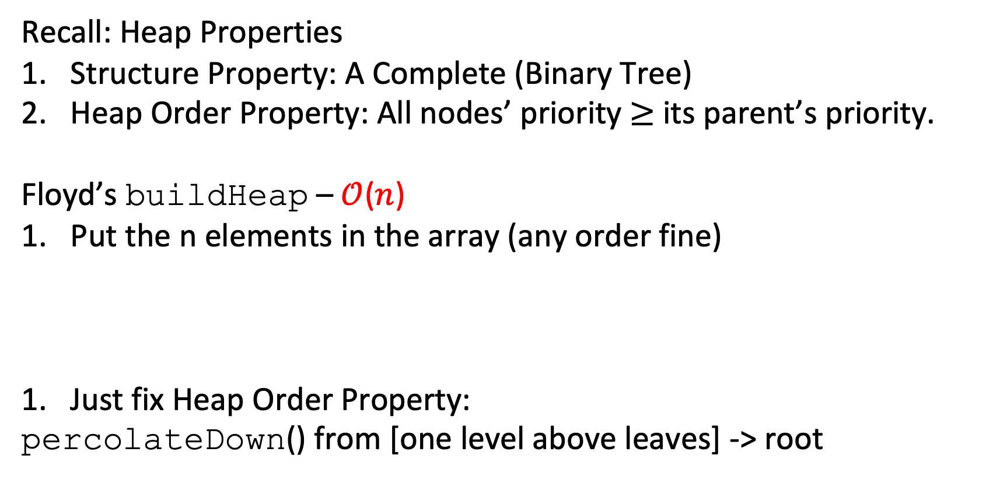 Recall: Heap Properties
1. Structure Property: A Complete (Binary Tree)
2. Heap Order Property: All nodes’ priority ≥ its parent’s priority.
Floyd’s buildHeap – 𝒪(n)
1. Put the n elements in the array (any order fine)
1. Just fix Heap Order Property:
percolateDown() from [one level above leaves] -> root